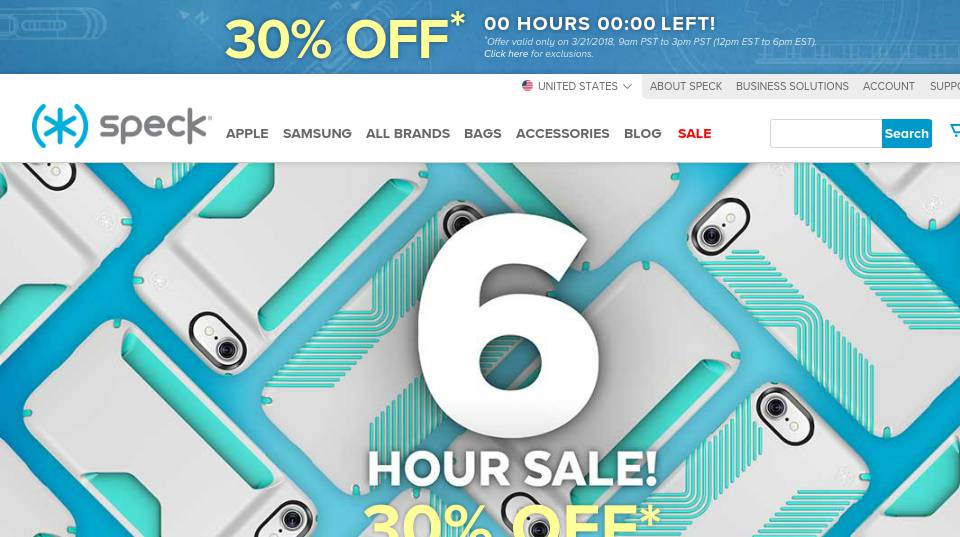 30% OFF*
00 HOURS 00:00 LEFT!
*Offer valid only on 3/21/2018, 9am PST to 3pm PST (12pm EST to 6pm EST).
Click here for exclusions.
UNITED STATES
ABOUT SPECK BUSINESS SOLUTIONS ACCOUNT SUPPO
speck®
APPLE SAMSUNG ALL BRANDS BAGS ACCESSORIES BLOG SALE
Search
6
HOUR SALE!
30% OFF*